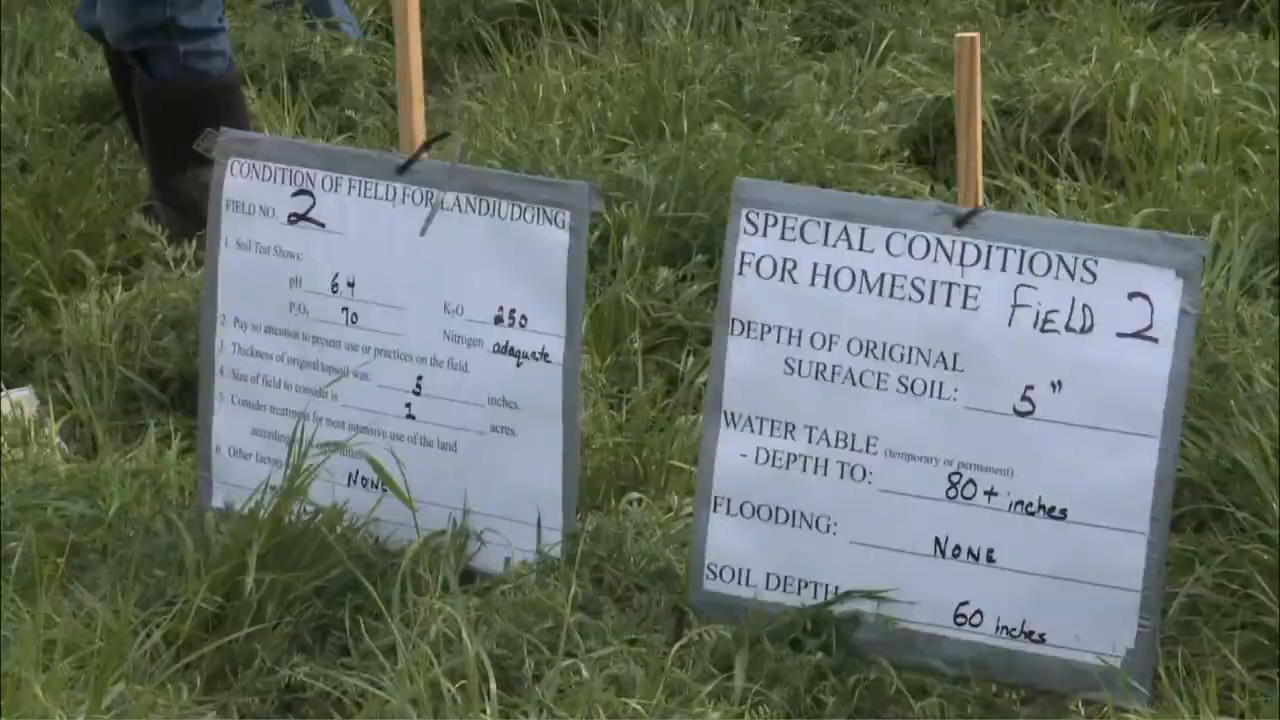 CONDITION OF FIELD FOR LANDJUDGING
FIELD NO. 2
1. Soil Test Shows:
pH 6.4
P₂O₅ 70
K₂O 250
Nitrogen adequate
2. Pay no attention to present use or practices on the field.
3. Thickness of original topsoil was: 5 inches.
4. Size of field to consider is 1 acres.
5. Consider treatment for most intensive use of the land
according
6. Other factors
NONE
SPECIAL CONDITIONS
FOR HOMESITE FIELD 2
DEPTH OF ORIGINAL
SURFACE SOIL: 5"
WATER TABLE (temporary or permanent)
- DEPTH TO: 80+ inches
FLOODING: NONE
SOIL DEPTH 60 inches